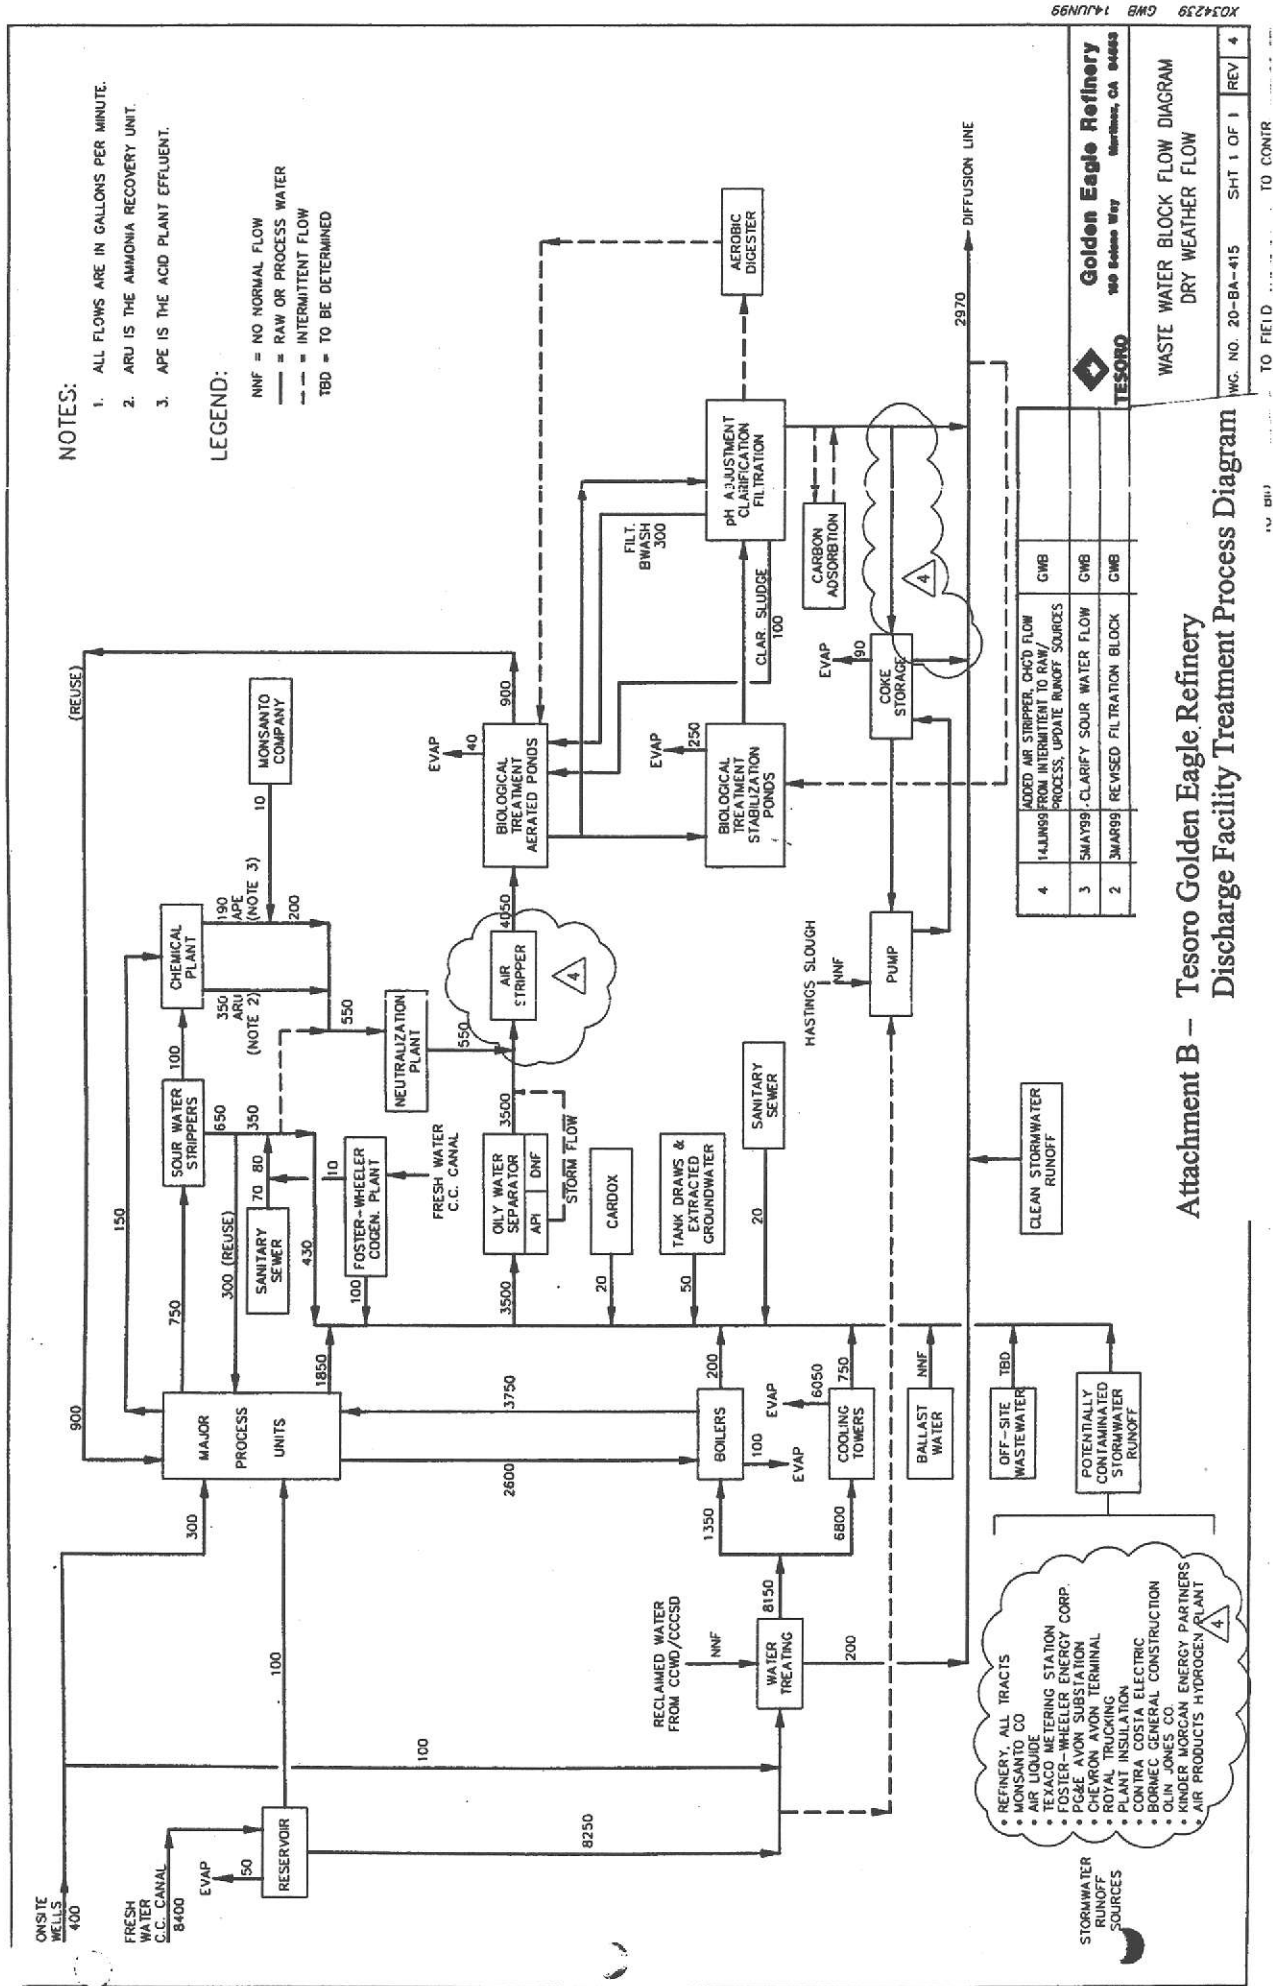 NOTES:
1. ALL FLOWS ARE IN GALLONS PER MINUTE.
2. ARU IS THE AMMONIA RECOVERY UNIT.
3. APE IS THE ACID PLANT EFFLUENT.
LEGEND:
NNF = NO NORMAL FLOW
= RAW OR PROCESS WATER
= INTERMITTENT FLOW
TBD = TO BE DETERMINED
ONSITE
WELLS
400
FRESH
WATER
C.C. CANAL
8400
EVAP
50
RESERVOIR
100
8250
100
300
900
(REUSE)
150
MAJOR
PROCESS
UNITS
750
SOUR WATER
STRIPPERS
100
CHEMICAL
PLANT
190
APE
(NOTE 3)
200
350
ARU
(NOTE 2)
10
MONSANTO
COMPANY
650
350
300 (REUSE)
SANITARY
SEWER
70
80
10
430
FOSTER-WHEELER
COGEN. PLANT
100
FRESH WATER
C.C. CANAL
550
NEUTRALIZATION
PLANT
550
1850
3500
OILY WATER
SEPARATOR
API
DNF
3500
STORM FLOW
AIR
STRIPPER
4
4050
BIOLOGICAL
TREATMENT
AERATED PONDS
EVAP
40
900
FILT.
BWASH
300
CLAR. SLUDGE
100
BIOLOGICAL
TREATMENT
STABILIZATION
PONDS
EVAP
250
pH ADJUSTMENT
CLARIFICATION
FILTRATION
AEROBIC
DIGESTER
CARBON
ADSORBTION
4
COKE
STORAGE
EVAP
90
PUMP
HASTINGS SLOUGH
NNF
2970
DIFFUSION LINE
CARDOX
20
TANK DRAWS &
EXTRACTED
GROUNDWATER
50
SANITARY
SEWER
20
2600
3750
BOILERS
200
100
EVAP
1350
COOLING
TOWERS
EVAP
6050
750
6800
BALLAST
WATER
NNF
OFF-SITE
WASTEWATER
TBD
POTENTIALLY
CONTAMINATED
STORMWATER
RUNOFF
CLEAN STORMWATER
RUNOFF
RECLAIMED WATER
FROM CCWD/CCCSD
NNF
WATER
TREATING
8150
200
STORMWATER
RUNOFF
SOURCES
• REFINERY, ALL TRACTS
• MONSANTO CO
• AIR LIQUIDE
• TEXACO METERING STATION
• FOSTER-WHEELER ENERGY CORP.
• PG&E AVON SUBSTATION
• CHEVRON AVON TERMINAL
• ROYAL TRUCKING
• PLANT INSULATION
• CONTRA COSTA ELECTRIC
• BORMEC GENERAL CONSTRUCTION
• OLIN JONES CO.
• KINDER MORGAN ENERGY PARTNERS
• AIR PRODUCTS HYDROGEN PLANT
4
4 14JUN99 ADDED AIR STRIPPER, CHG'D FLOW FROM INTERMITENT TO RAW/ PROCESS, UPDATE RUNOFF SOURCES GWB
3 5MAY99 CLARIFY SOUR WATER FLOW GWB
2 3MAR99 REVISED FILTRATION BLOCK GWB
TESORO
Golden Eagle Refinery
Martinez, CA
WASTE WATER BLOCK FLOW DIAGRAM
DRY WEATHER FLOW
WG. NO. 20-BA-415 SHT 1 OF 1 REV 4
X034239 GWB 14JUN99
Attachment B – Tesoro Golden Eagle Refinery
Discharge Facility Treatment Process Diagram
TO FIELD
TO CONTR